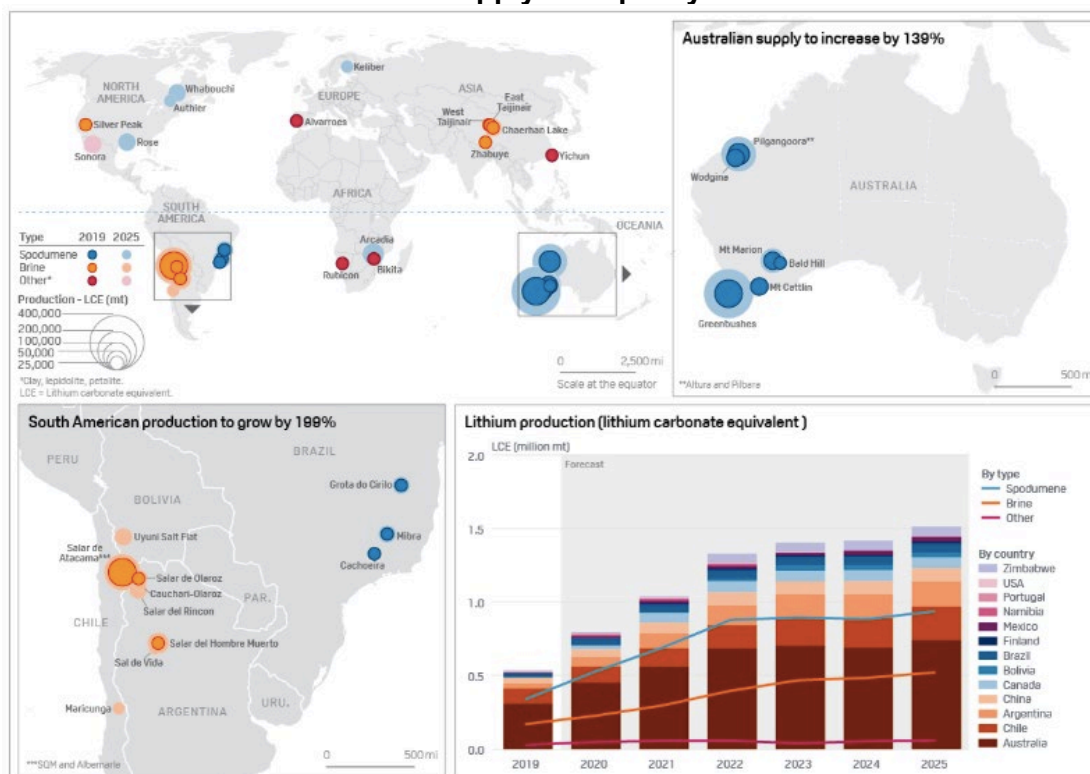 NORTH
AMERICA
Whabouchi
Authier
Silver Peak
Rose
Sonora
Keliber
EUROPE
Alvarroes
ASIA
East
Taijinair
West
Taijinair
Chaerhan Lake
Zhabuye
Yichun
AFRICA
SOUTH
AMERICA
OCEANIA
Arcadia
Rubicon
Bikita
Type 2019 2025
Spodumene
Brine
Other*
Production - LCE (mt)
400,000
200,000
100,000
50,000
25,000
*Clay, lepidolite, petalite.
LCE = Lithium carbonate equivalent.
0 2,500 mi
Scale at the equator
Australian supply to increase by 139%
Pilgangoora**
Wodgina
AUSTRALIA
Mt Marion
Bald Hill
Mt Cattlin
Greenbushes
0 500 mi
**Altura and Pilbara
South American production to grow by 199%
PERU
BRAZIL
BOLIVIA
Grota do Cirilo
Mibra
Cachoeira
Uyuni Salt Flat
Salar de
Atacama***
Salar de Olaroz
Cauchari-Olaroz
Salar del Rincon
PAR.
CHILE
Salar del Hombre Muerto
Sal de Vida
Maricunga
ARGENTINA
URU.
0 500 mi
***SQM and Albemarle
Lithium production (lithium carbonate equivalent )
LCE (million mt)
Forecast
2.0
1.5
1.0
0.5
0.0
2019 2020 2021 2022 2023 2024 2025
By type
Spodumene
Brine
Other
By country
Zimbabwe
USA
Portugal
Namibia
Mexico
Finland
Brazil
Bolivia
Canada
China
Argentina
Chile
Australia